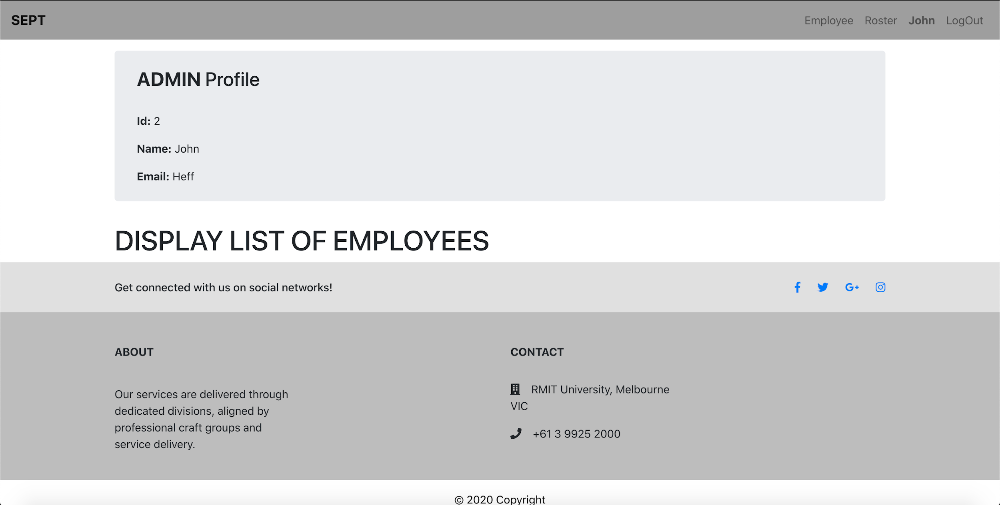 SEPT
Employee Roster John LogOut
ADMIN Profile
Id: 2
Name: John
Email: Heff
DISPLAY LIST OF EMPLOYEES
Get connected with us on social networks!
ABOUT
Our services are delivered through
dedicated divisions, aligned by
professional craft groups and
service delivery.
CONTACT
RMIT University, Melbourne
VIC
+61 3 9925 2000
© 2020 Copyright